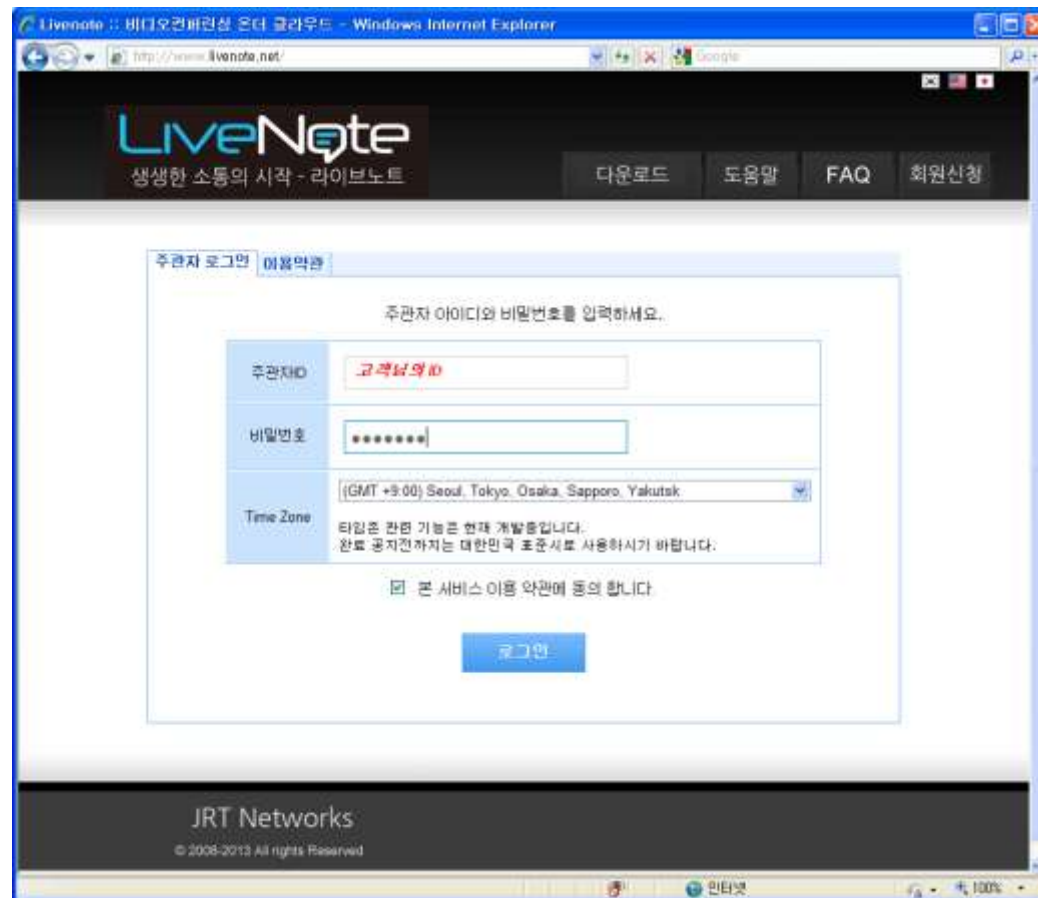 Livenote :: 비디오컨퍼런싱 온더 클라우드 - Windows Internet Explorer
http://www.livenote.net/
Google
LiveNote
생생한 소통의 시작 - 라이브노트
다운로드
도움말
FAQ
회원신청
주관자 로그인
이용약관
주관자 아이디와 비밀번호를 입력하세요.
주관자ID
고객님의 ID
비밀번호
Time Zone
(GMT +9:00) Seoul, Tokyo, Osaka, Sapporo, Yakutsk
타임존 관련 기능은 현재 개발중입니다.
완료 공지전까지는 대한민국 표준시로 사용하시기 바랍니다.
본 서비스 이용 약관에 동의 합니다
로그인
JRT Networks
© 2008-2013 All rights Reserved
인터넷
100%